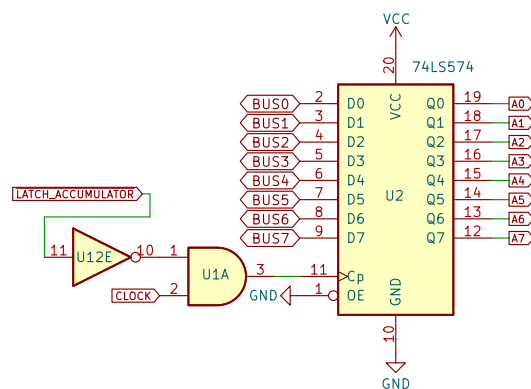 VCC
20
74LS574
BUS0 2 D0 VCC Q0 19 A0
BUS1 3 D1 Q1 18 A1
BUS2 4 D2 Q2 17 A2
BUS3 5 D3 Q3 16 A3
BUS4 6 D4 Q4 15 A4
LATCH_ACCUMULATOR BUS5 7 D5 U2 Q5 14 A5
BUS6 8 D6 Q6 13 A6
BUS7 9 D7 Q7 12 A7
11 U12E 10 1
U1A 3 11 Cp
CLOCK 2 GND 1 OE GND
10
GND